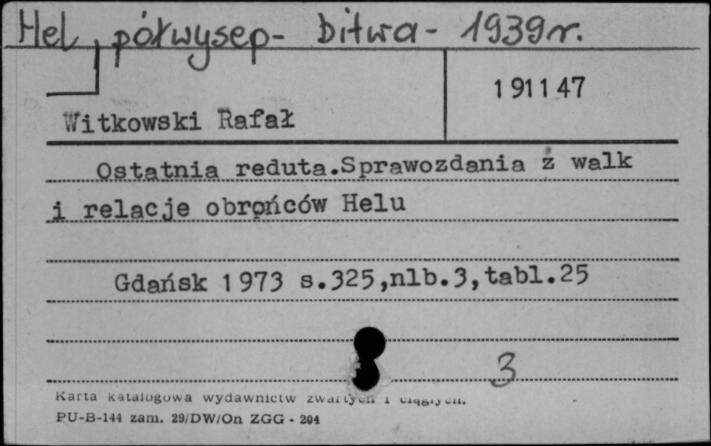 Hel, półwysep - bitwa - 1939 r.
191147
Witkowski Rafał
Ostatnia reduta.Sprawozdania z walk
i relacje obrońców Helu
Gdańsk 1973 s.325,nlb.3,tabl.25
3
Karta katalogowa wydawnictw zwartych i ciągłych.
PU-B-144 zam. 29/DW/On ZGG - 204